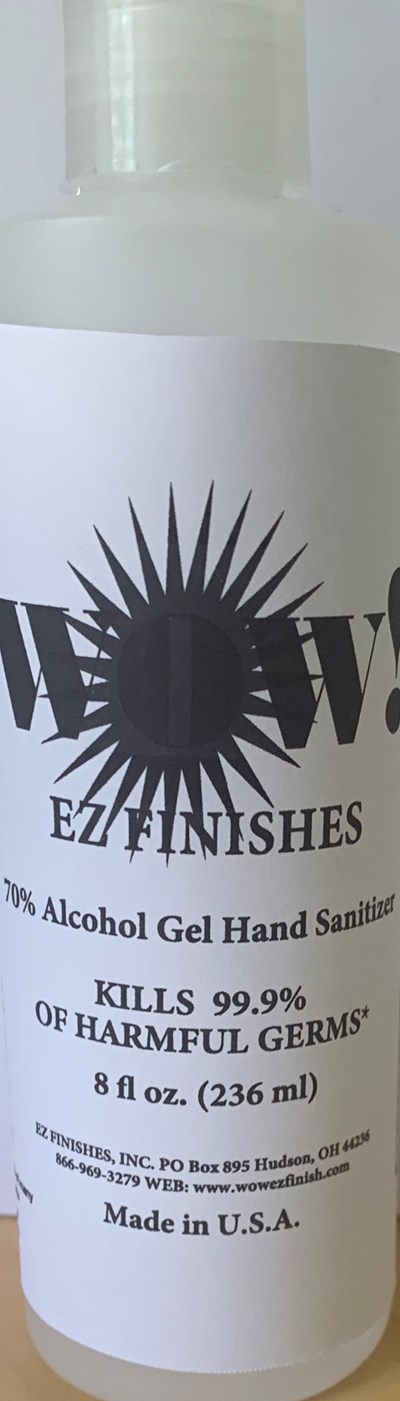 WOW!
EZ FINISHES
70% Alcohol Gel Hand Sanitizer
KILLS 99.9%
OF HARMFUL GERMS*
8 fl oz. (236 ml)
EZ FINISHES, INC. PO Box 895 Hudson, OH 44236
866-969-3279 WEB: www.wowezfinish.com
Made in U.S.A.